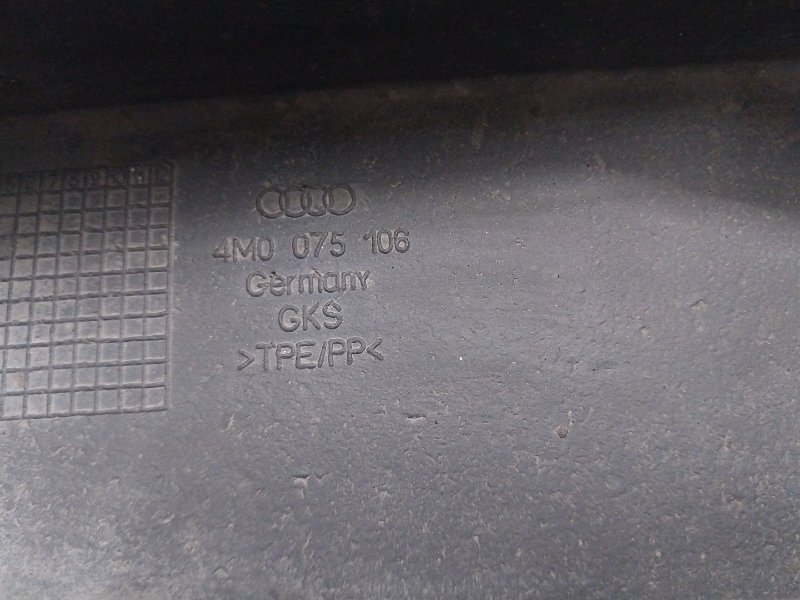 4M0 075 106
Germany
GKS
>TPE/PP<